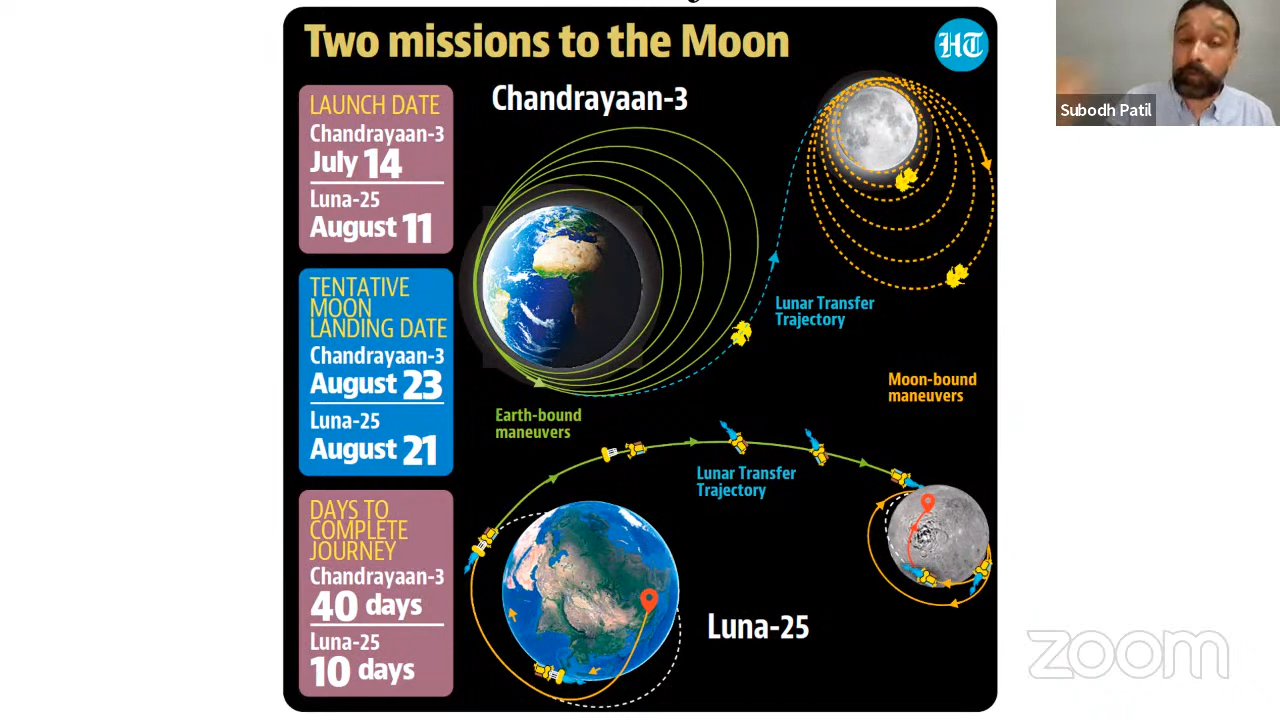 Two missions to the Moon
HT
LAUNCH DATE
Chandrayaan-3
July 14
Luna-25
August 11
TENTATIVE
MOON
LANDING DATE
Chandrayaan-3
August 23
Luna-25
August 21
DAYS TO
COMPLETE
JOURNEY
Chandrayaan-3
40 days
Luna-25
10 days
Chandrayaan-3
Lunar Transfer
Trajectory
Earth-bound
maneuvers
Moon-bound
maneuvers
Lunar Transfer
Trajectory
Luna-25
Subodh Patil
zoom